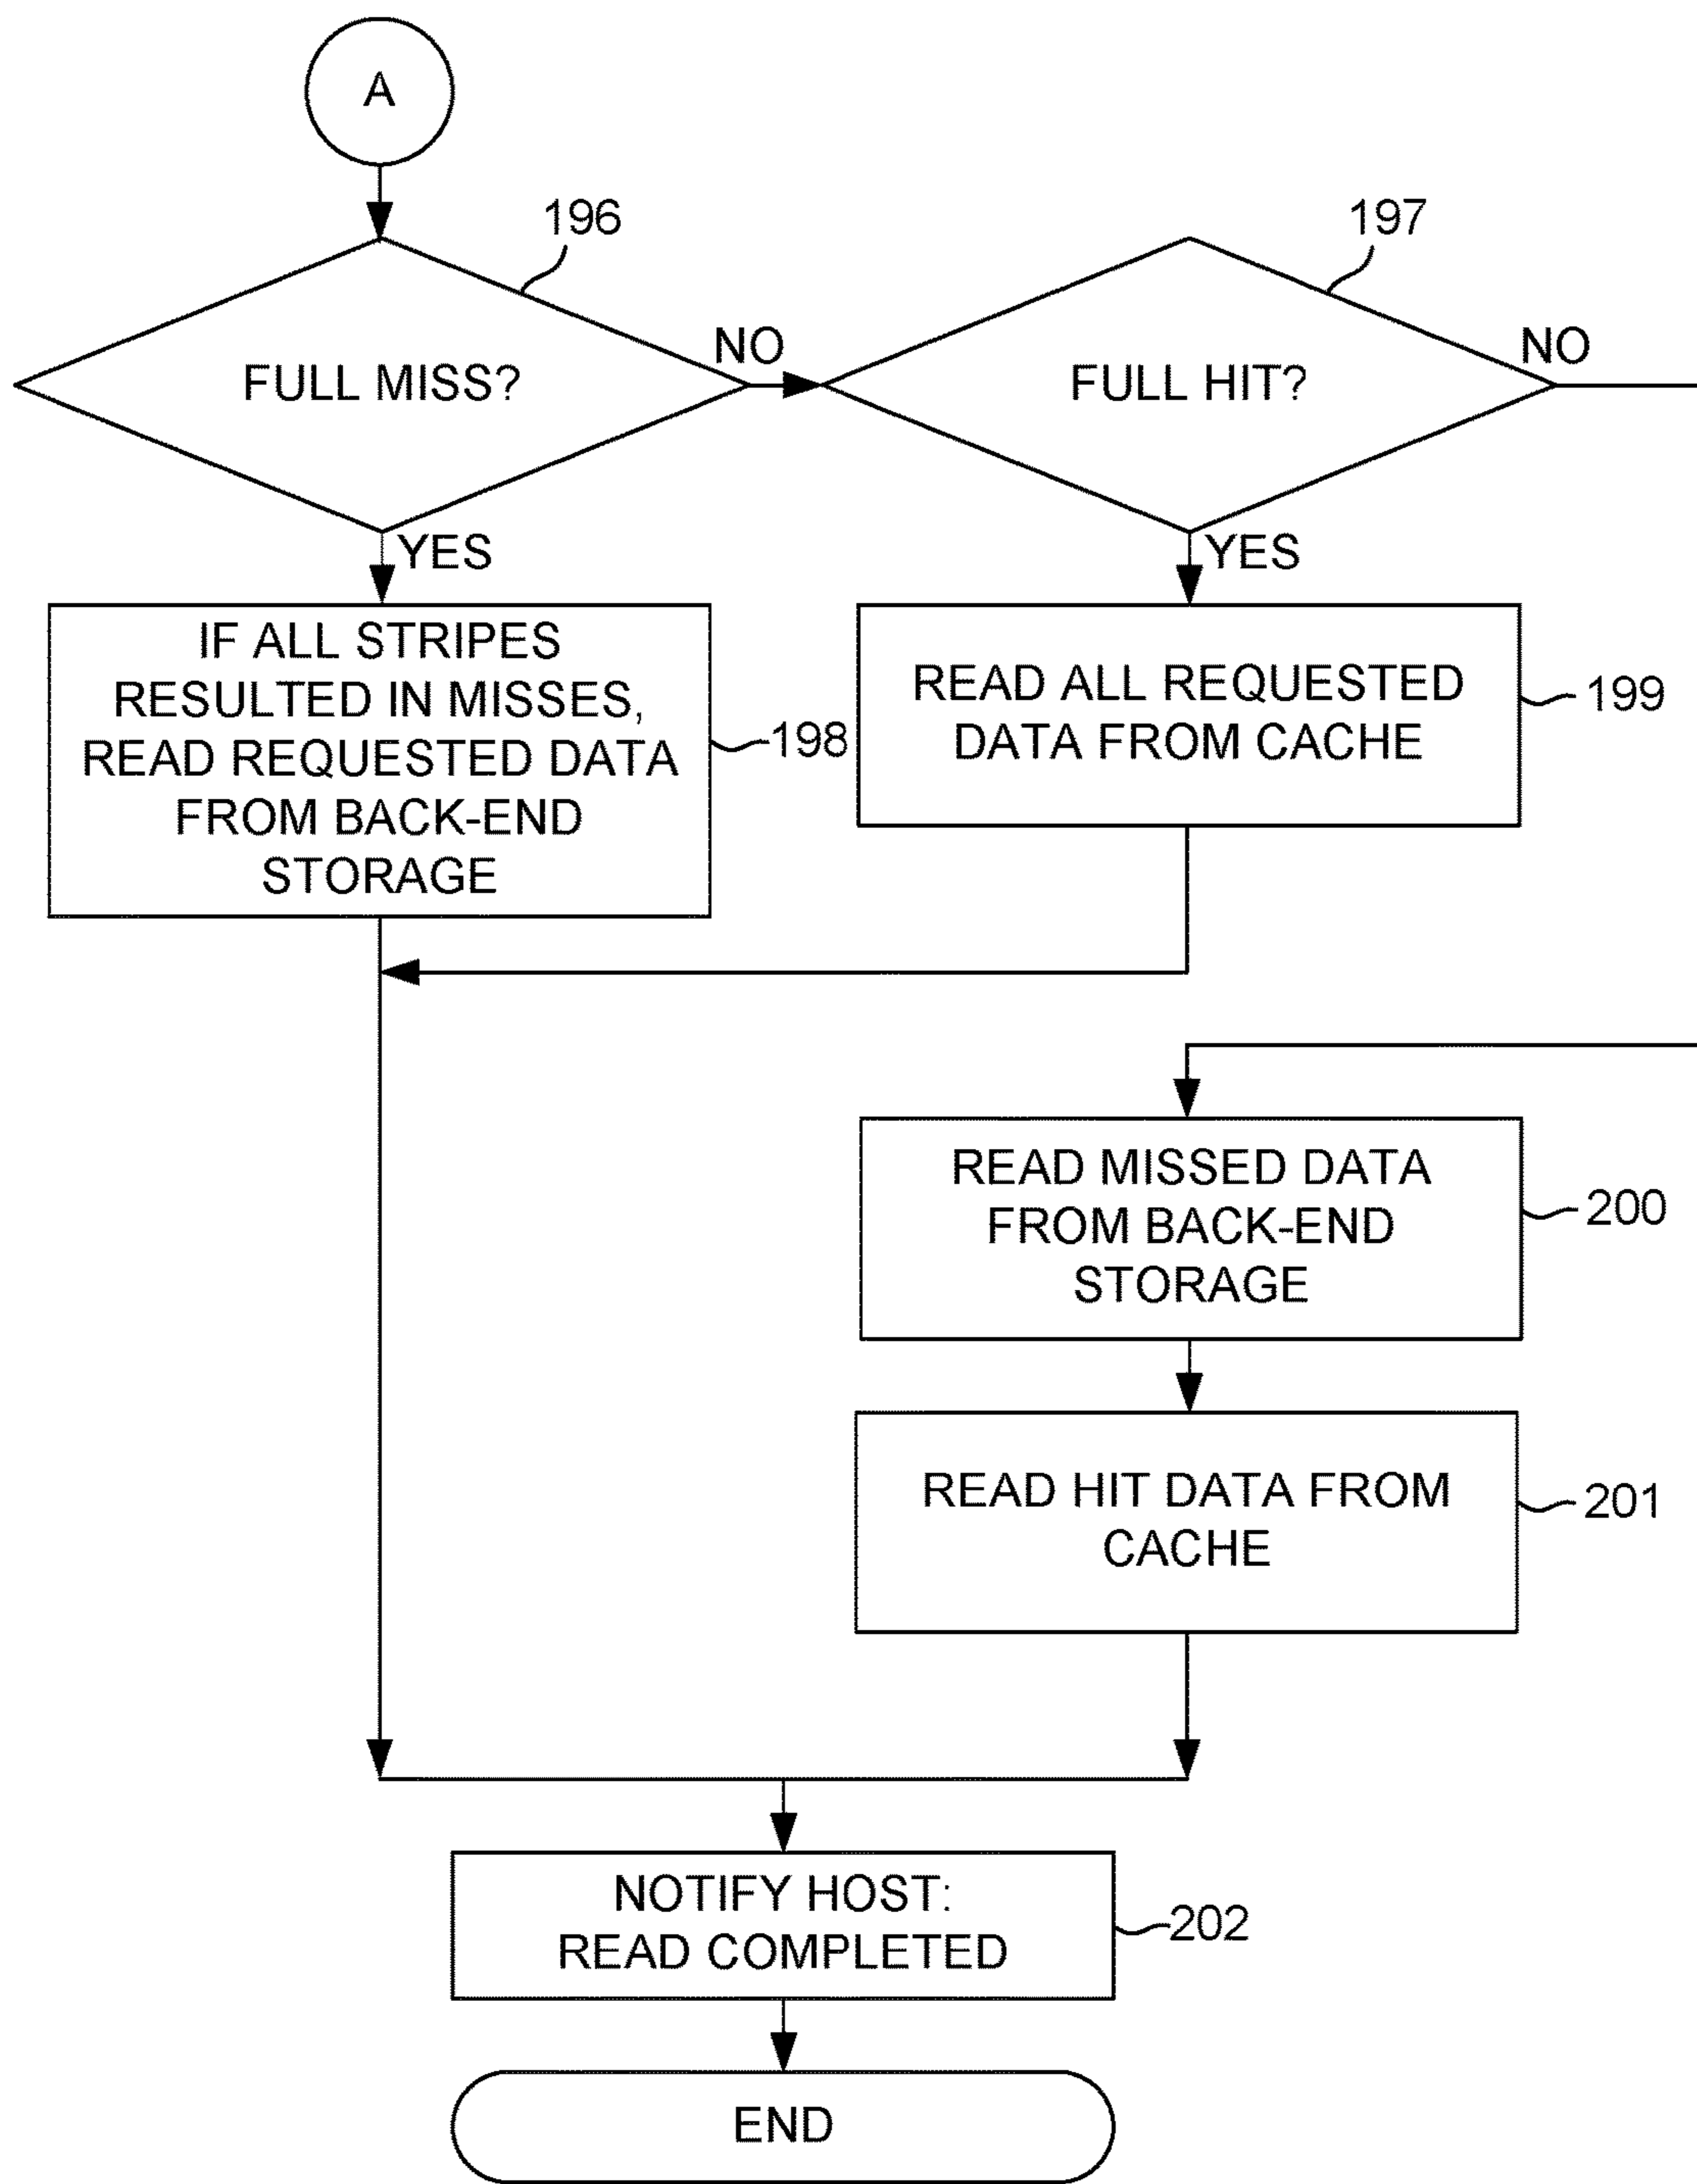 A
196
197
FULL MISS?
NO
FULL HIT?
NO
YES
YES
IF ALL STRIPES
RESULTED IN MISSES,
READ REQUESTED DATA
FROM BACK-END
STORAGE
198
READ ALL REQUESTED
DATA FROM CACHE
199
READ MISSED DATA
FROM BACK-END
STORAGE
200
READ HIT DATA FROM
CACHE
201
NOTIFY HOST:
READ COMPLETED
202
END